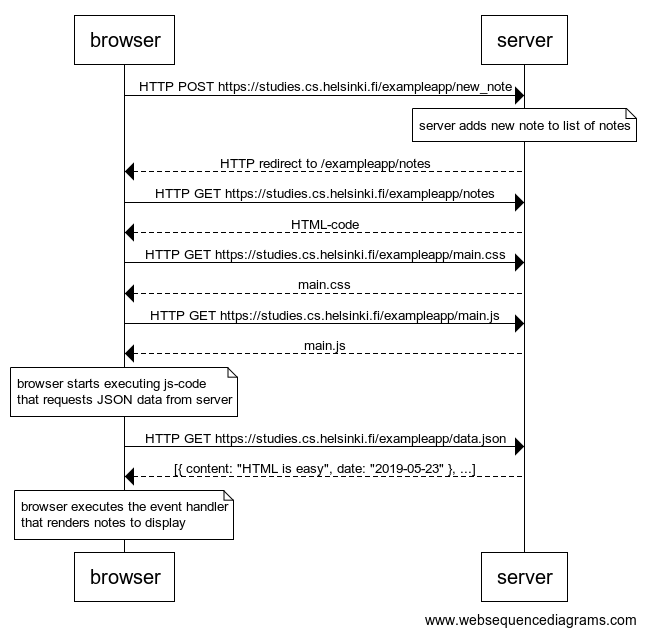 browser
server
HTTP POST https://studies.cs.helsinki.fi/exampleapp/new_note
server adds new note to list of notes
HTTP redirect to /exampleapp/notes
HTTP GET https://studies.cs.helsinki.fi/exampleapp/notes
HTML-code
HTTP GET https://studies.cs.helsinki.fi/exampleapp/main.css
main.css
HTTP GET https://studies.cs.helsinki.fi/exampleapp/main.js
main.js
browser starts executing js-code
that requests JSON data from server
HTTP GET https://studies.cs.helsinki.fi/exampleapp/data.json
[{ content: "HTML is easy", date: "2019-05-23" }, ...]
browser executes the event handler
that renders notes to display
browser
server
www.websequencediagrams.com